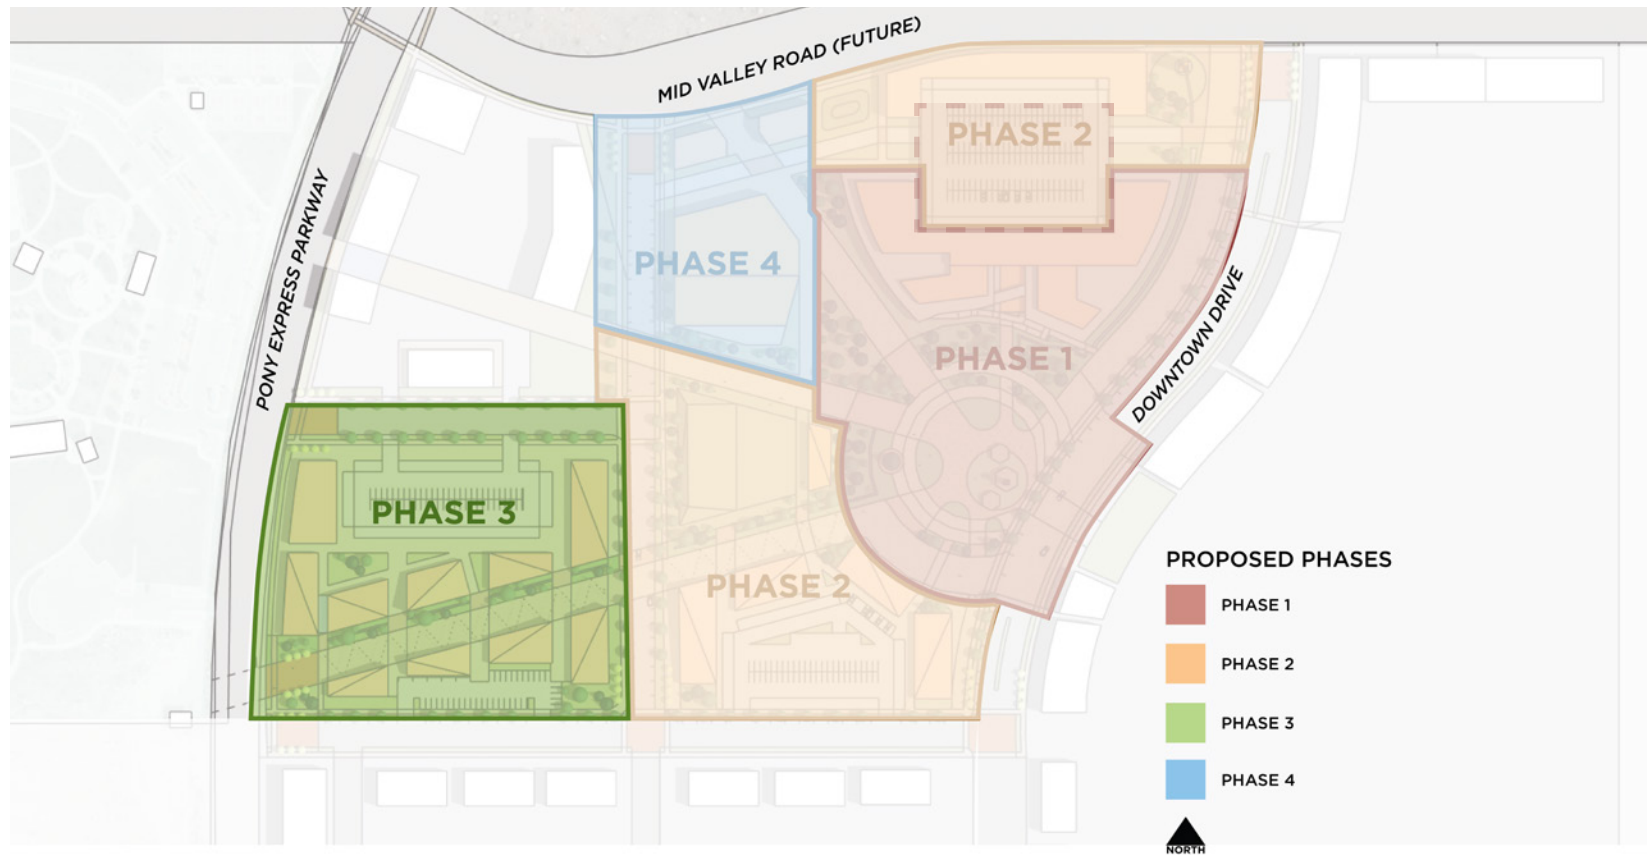 MID VALLEY ROAD (FUTURE)
PHASE 2
PONY EXPRESS PARKWAY
PHASE 4
DOWNTOWN DRIVE
PHASE 1
PHASE 3
PHASE 2
PROPOSED PHASES
PHASE 1
PHASE 2
PHASE 3
PHASE 4
NORTH